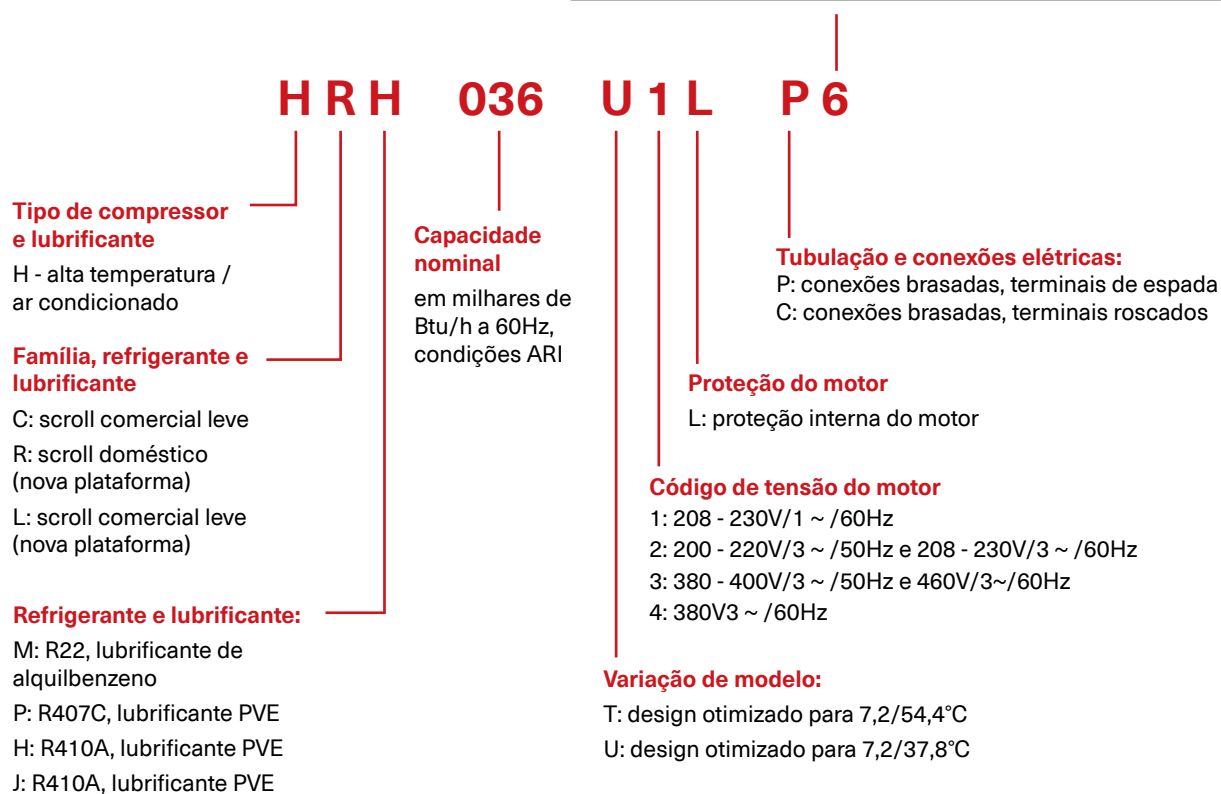 H R H 036 U 1 L P 6
Tipo de compressor
e lubrificante
H - alta temperatura /
ar condicionado
Família, refrigerante e
lubrificante
C: scroll comercial leve
R: scroll doméstico
(nova plataforma)
L: scroll comercial leve
(nova plataforma)
Refrigerante e lubrificante:
M: R22, lubrificante de
alquilbenzeno
P: R407C, lubrificante PVE
H: R410A, lubrificante PVE
J: R410A, lubrificante PVE
Capacidade
nominal
em milhares de
Btu/h a 60Hz,
condições ARI
Tubulação e conexões elétricas:
P: conexões brasadas, terminais de espada
C: conexões brasadas, terminais roscados
Proteção do motor
L: proteção interna do motor
Código de tensão do motor
1: 208 - 230V/1 ~ /60Hz
2: 200 - 220V/3 ~ /50Hz e 208 - 230V/3 ~ /60Hz
3: 380 - 400V/3 ~ /50Hz e 460V/3~/60Hz
4: 380V3 ~ /60Hz
Variação de modelo:
T: design otimizado para 7,2/54,4°C
U: design otimizado para 7,2/37,8°C